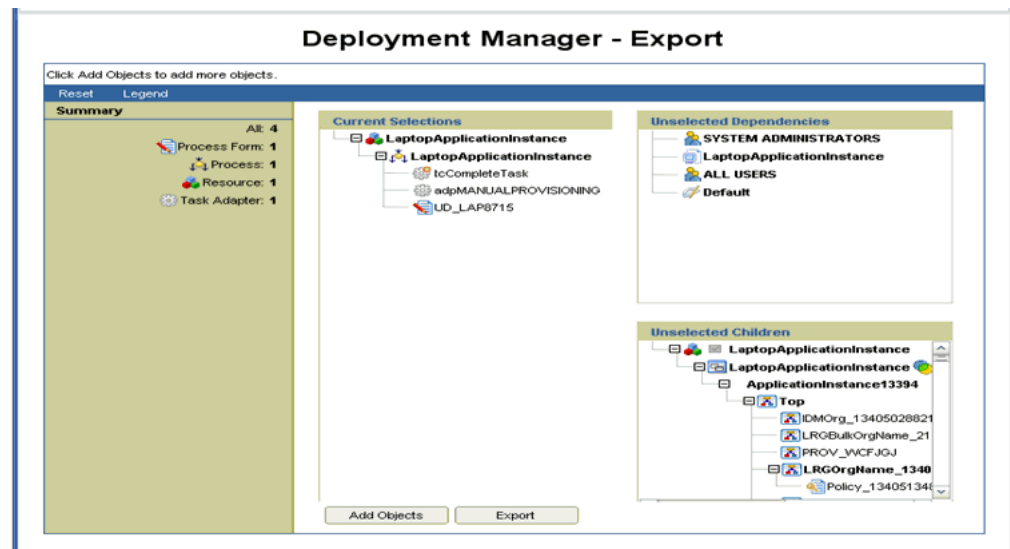 Deployment Manager - Export
Click Add Objects to add more objects.
Reset Legend
Summary
All: 4
Process Form: 1
Process: 1
Resource: 1
Task Adapter: 1
Current Selections
LaptopApplicationInstance
LaptopApplicationInstance
tcCompleteTask
adpMANUALPROVISIONING
UD_LAP8715
Unselected Dependencies
SYSTEM ADMINISTRATORS
LaptopApplicationInstance
ALL USERS
Default
Unselected Children
LaptopApplicationInstance
LaptopApplicationInstance
ApplicationInstance13394
Top
IDMOrg_13405028821
LRGBulkOrgName_21
PROV_WCFJGJ
LRGOrgName_1340
Policy_134051348
Add Objects Export